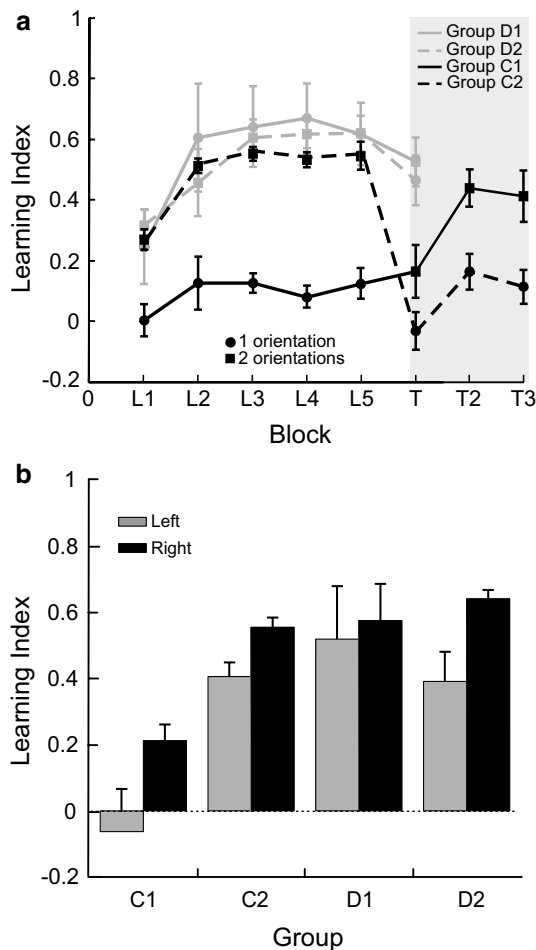 a
1
0.8
0.6
0.4
0.2
0
-0.2
Learning Index
Group D1
Group D2
Group C1
Group C2
1 orientation
2 orientations
0 L1 L2 L3 L4 L5 T T2 T3
Block
b
1
0.8
0.6
0.4
0.2
0
-0.2
Learning Index
Left
Right
C1 C2 D1 D2
Group